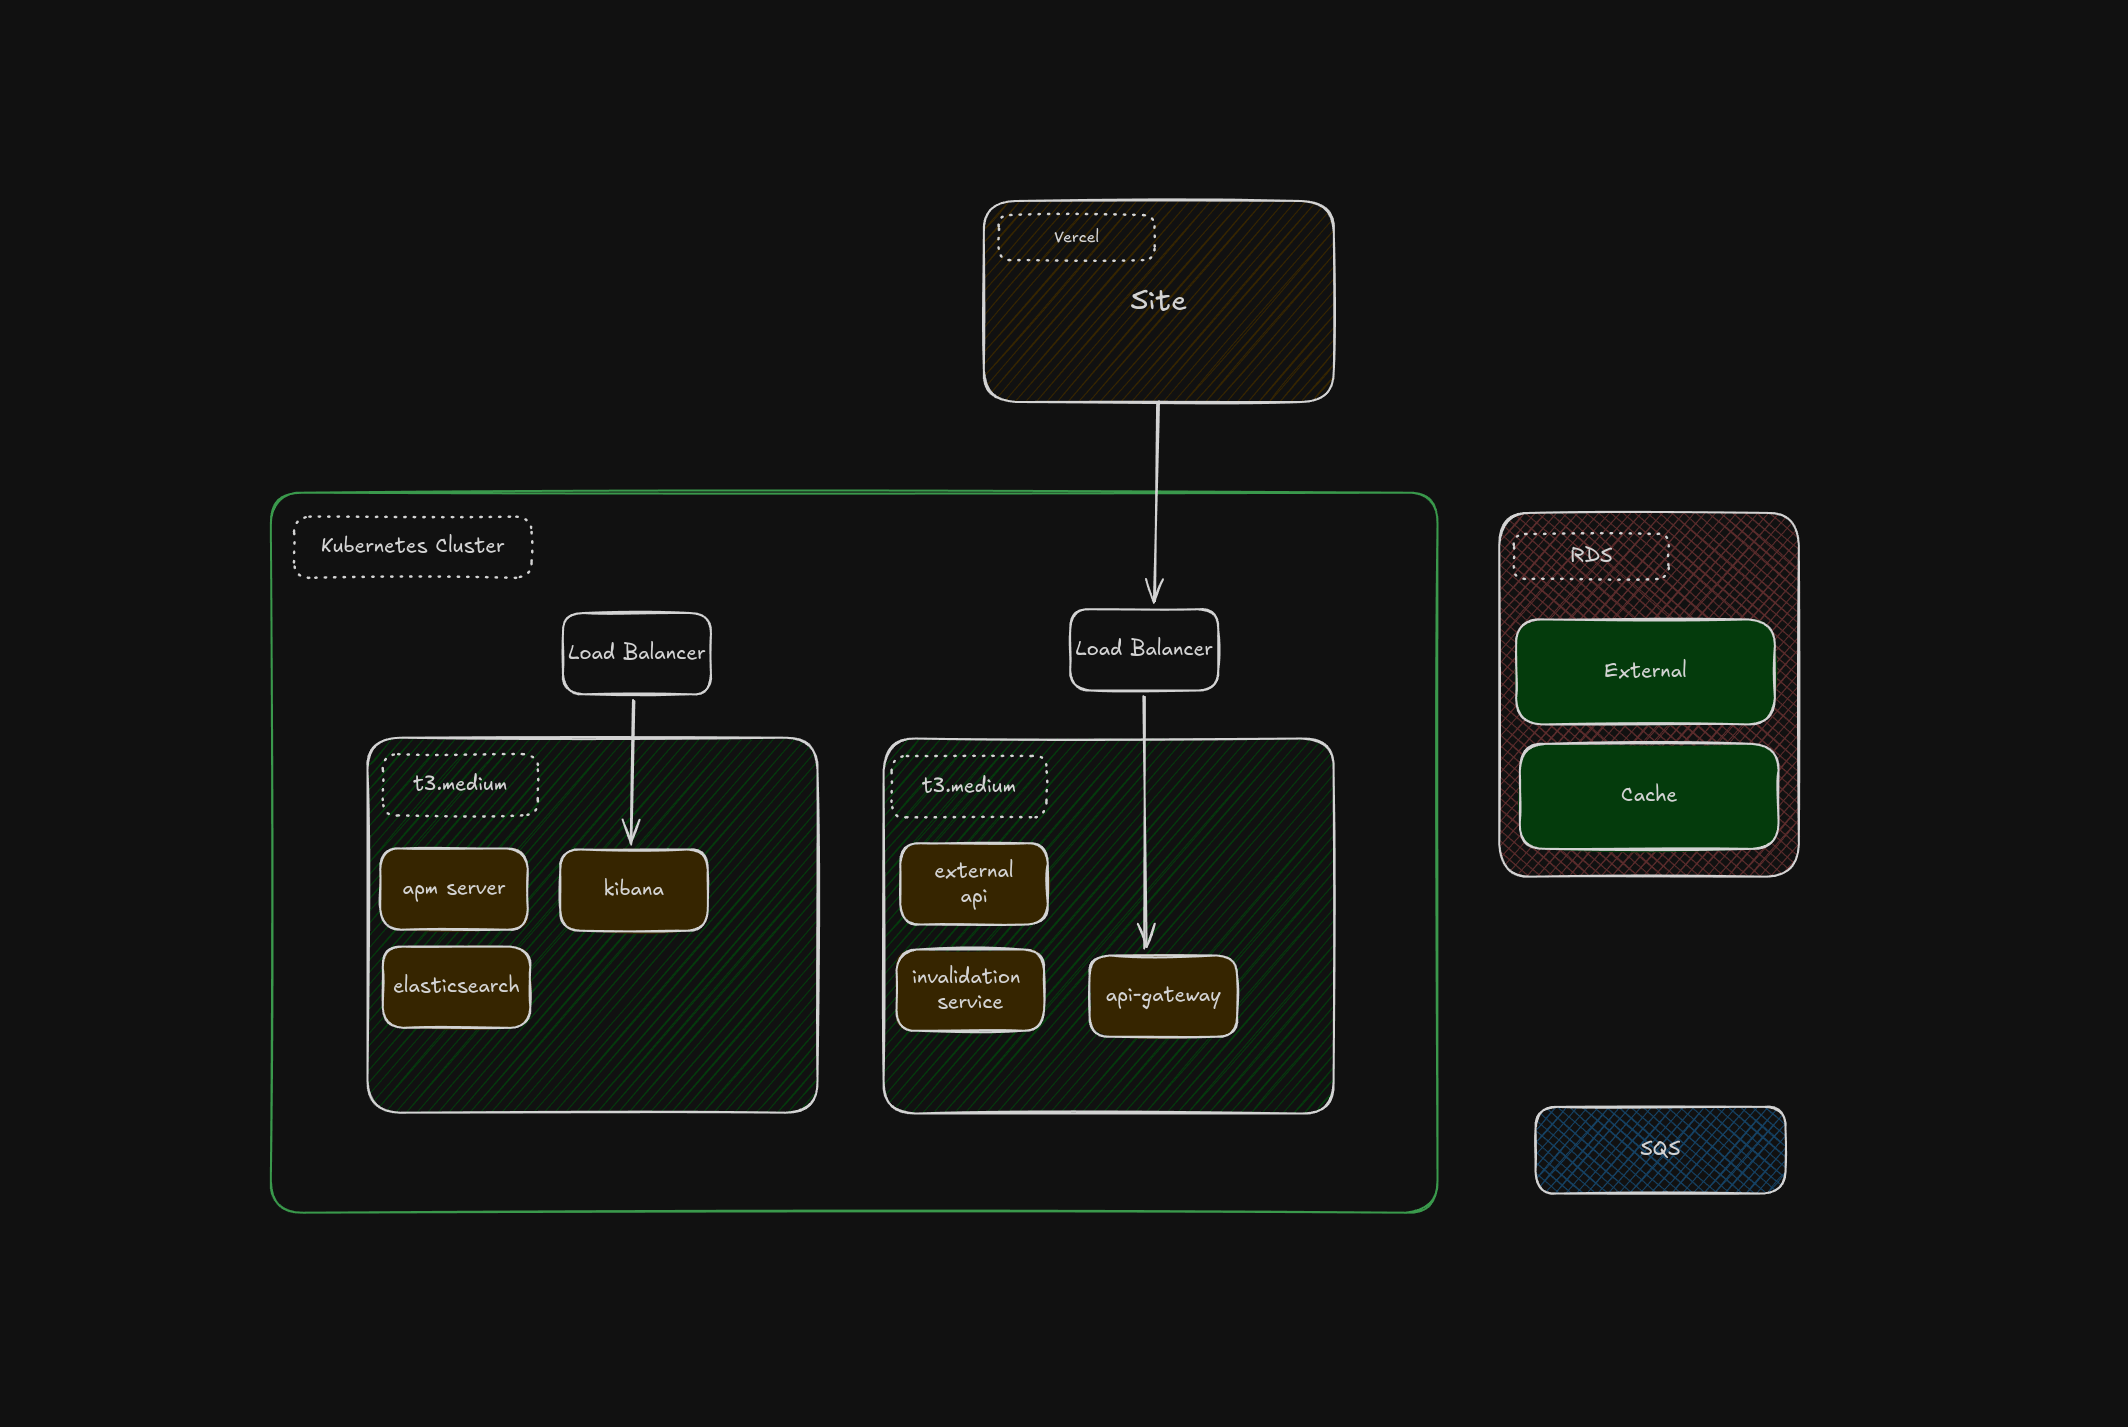 Vercel
Site
Kubernetes Cluster
Load Balancer
Load Balancer
t3.medium
apm server
kibana
elasticsearch
t3.medium
external
api
invalidation
service
api-gateway
RDS
External
Cache
SQS